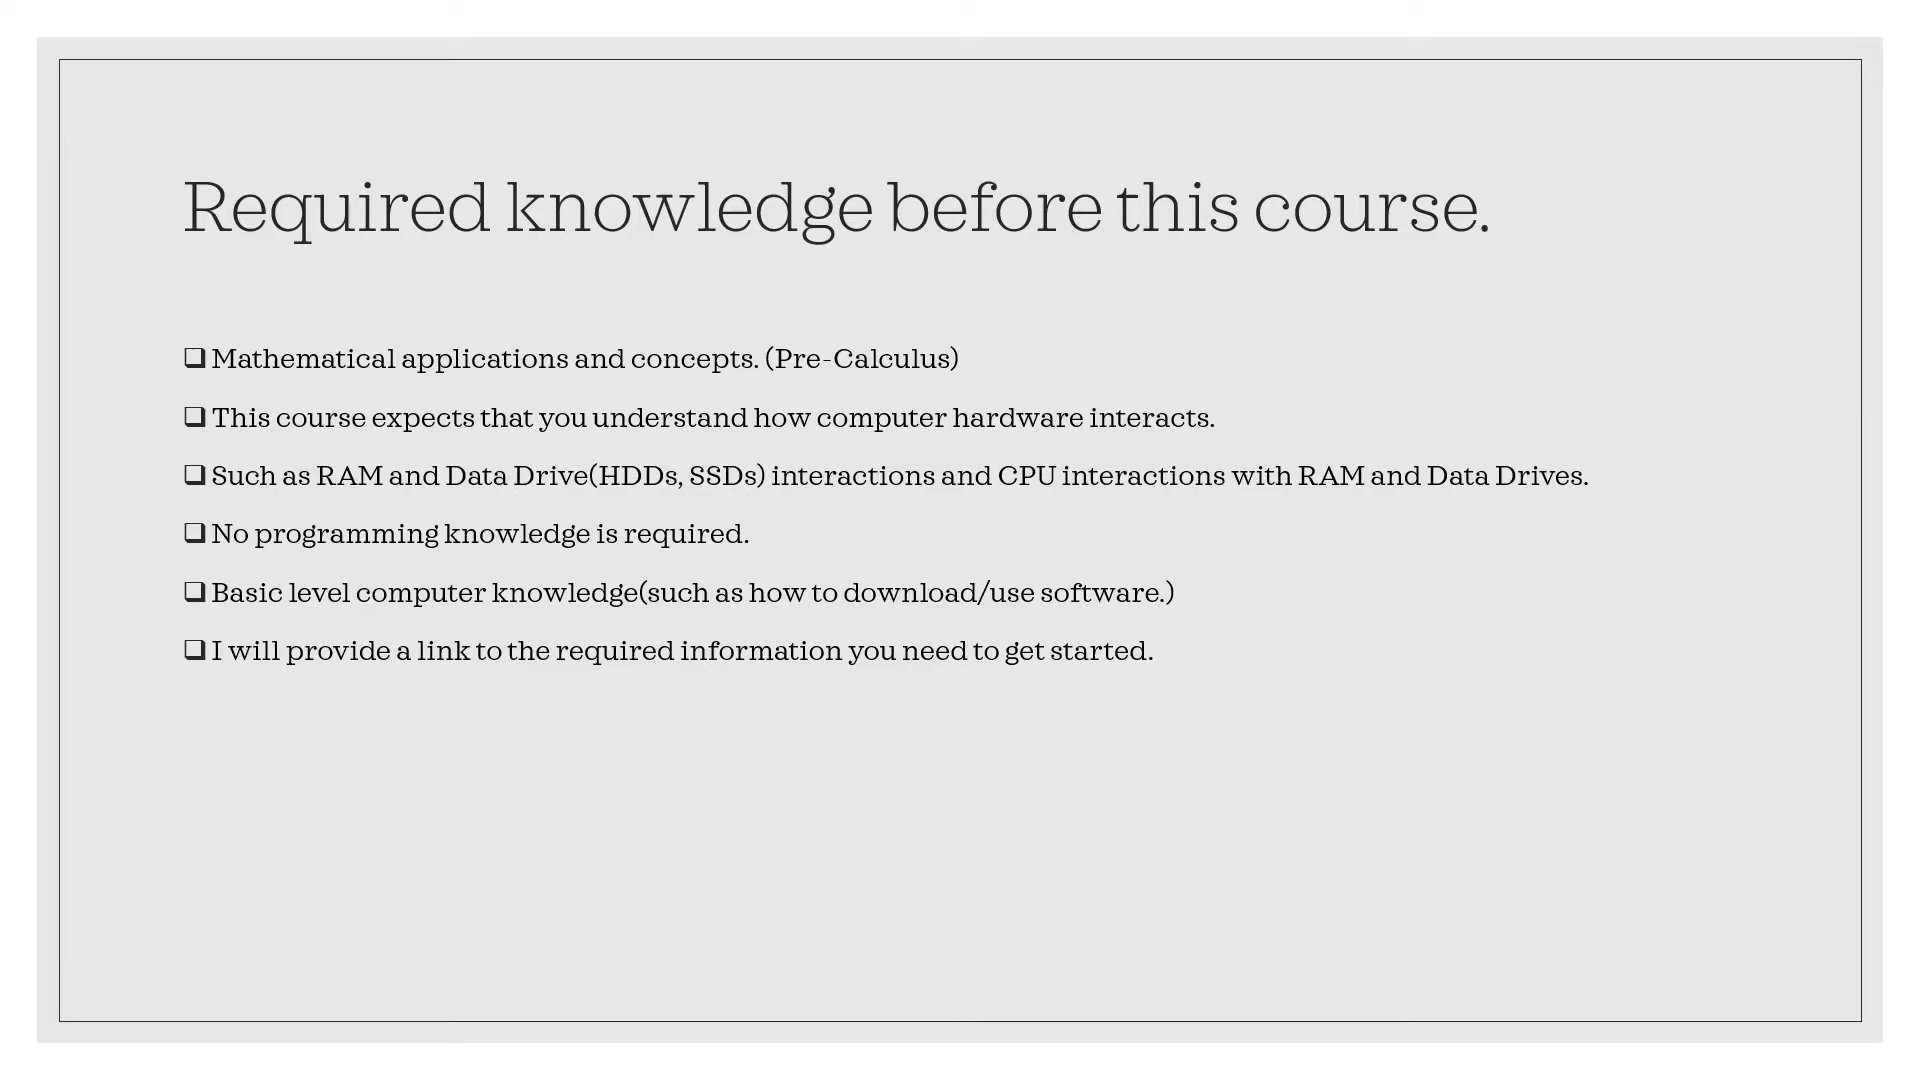 Required knowledge before this course.
❑ Mathematical applications and concepts. (Pre-Calculus)
❑ This course expects that you understand how computer hardware interacts.
❑ Such as RAM and Data Drive(HDDs, SSDs) interactions and CPU interactions with RAM and Data Drives.
❑ No programming knowledge is required.
❑ Basic level computer knowledge(such as how to download/use software.)
❑ I will provide a link to the required information you need to get started.